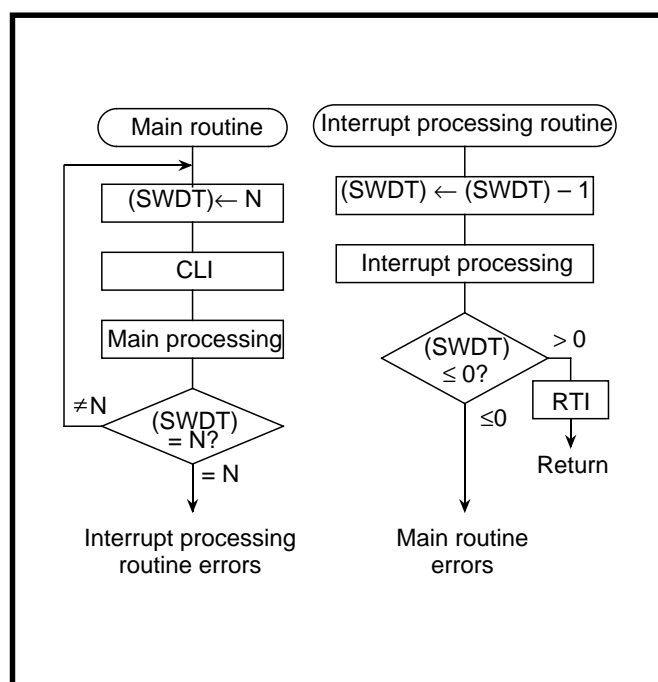 Main routine
(SWDT)← N
CLI
Main processing
≠N
(SWDT)
= N?
= N
Interrupt processing
routine errors
Interrupt processing routine
(SWDT) ← (SWDT) – 1
Interrupt processing
(SWDT)
≤ 0?
> 0
RTI
Return
≤0
Main routine
errors